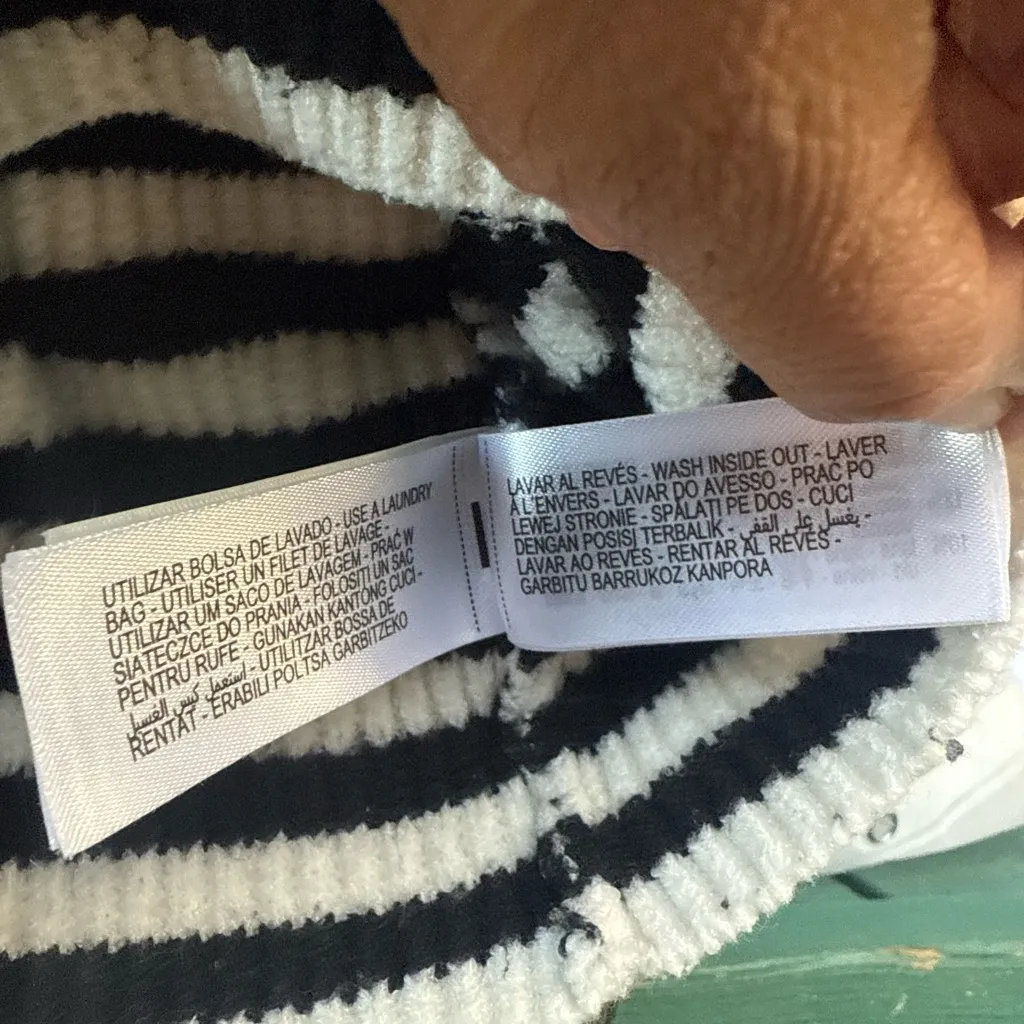 UTILIZAR BOLSA DE LAVADO - USE A LAUNDRY
BAG - UTILISER UN FILET DE LAVAGE -
UTILIZAR UM SACO DE LAVAGEM - PRAĆ W
SIATECZCE DO PRANIA - FOLOSIȚI UN SAC
PENTRU RUFE - GUNAKAN KANTONG CUCI -
استعمل كيس الغسيل - UTILITZAR BOSSA DE
RENTAT - ERABILI POLTSA GARBITZEKO
LAVAR AL REVÉS - WASH INSIDE OUT - LAVER
À L'ENVERS - LAVAR DO AVESSO - PRAĆ PO
LEWEJ STRONIE - SPĂLAȚI PE DOS - CUCI
DENGAN POSISI TERBALIK - يغسل على القفى -
LAVAR AO REVÉS - RENTAR AL REVÉS -
GARBITU BARRUKOZ KANPORA